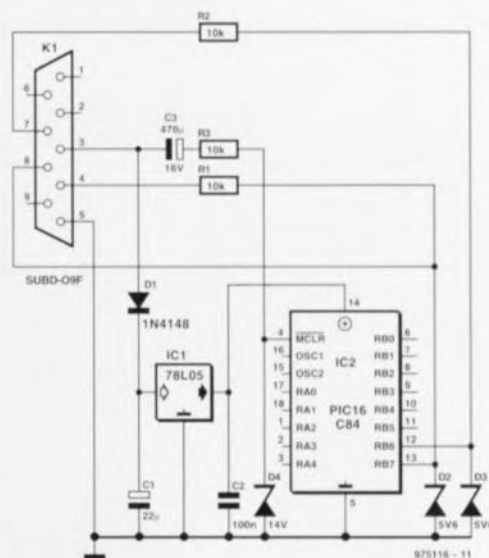 R2
10k
K1
1
6
2
7
3
8
4
9
5
SUBD-09F
C3
470µ
16V
R3
10k
R1
10k
D1
1N4148
IC1
78L05
C1
22µ
C2
100n
D4
14V
14
IC2
PIC16
C84
4 MCLR
16 OSC1
15 OSC2
17 RA0
18 RA1
1 RA2
2 RA3
3 RA4
RB0 6
RB1 7
RB2 8
RB3 9
RB4 10
RB5 11
RB6 12
RB7 13
5
D2
5V6
D3
975116 - 11